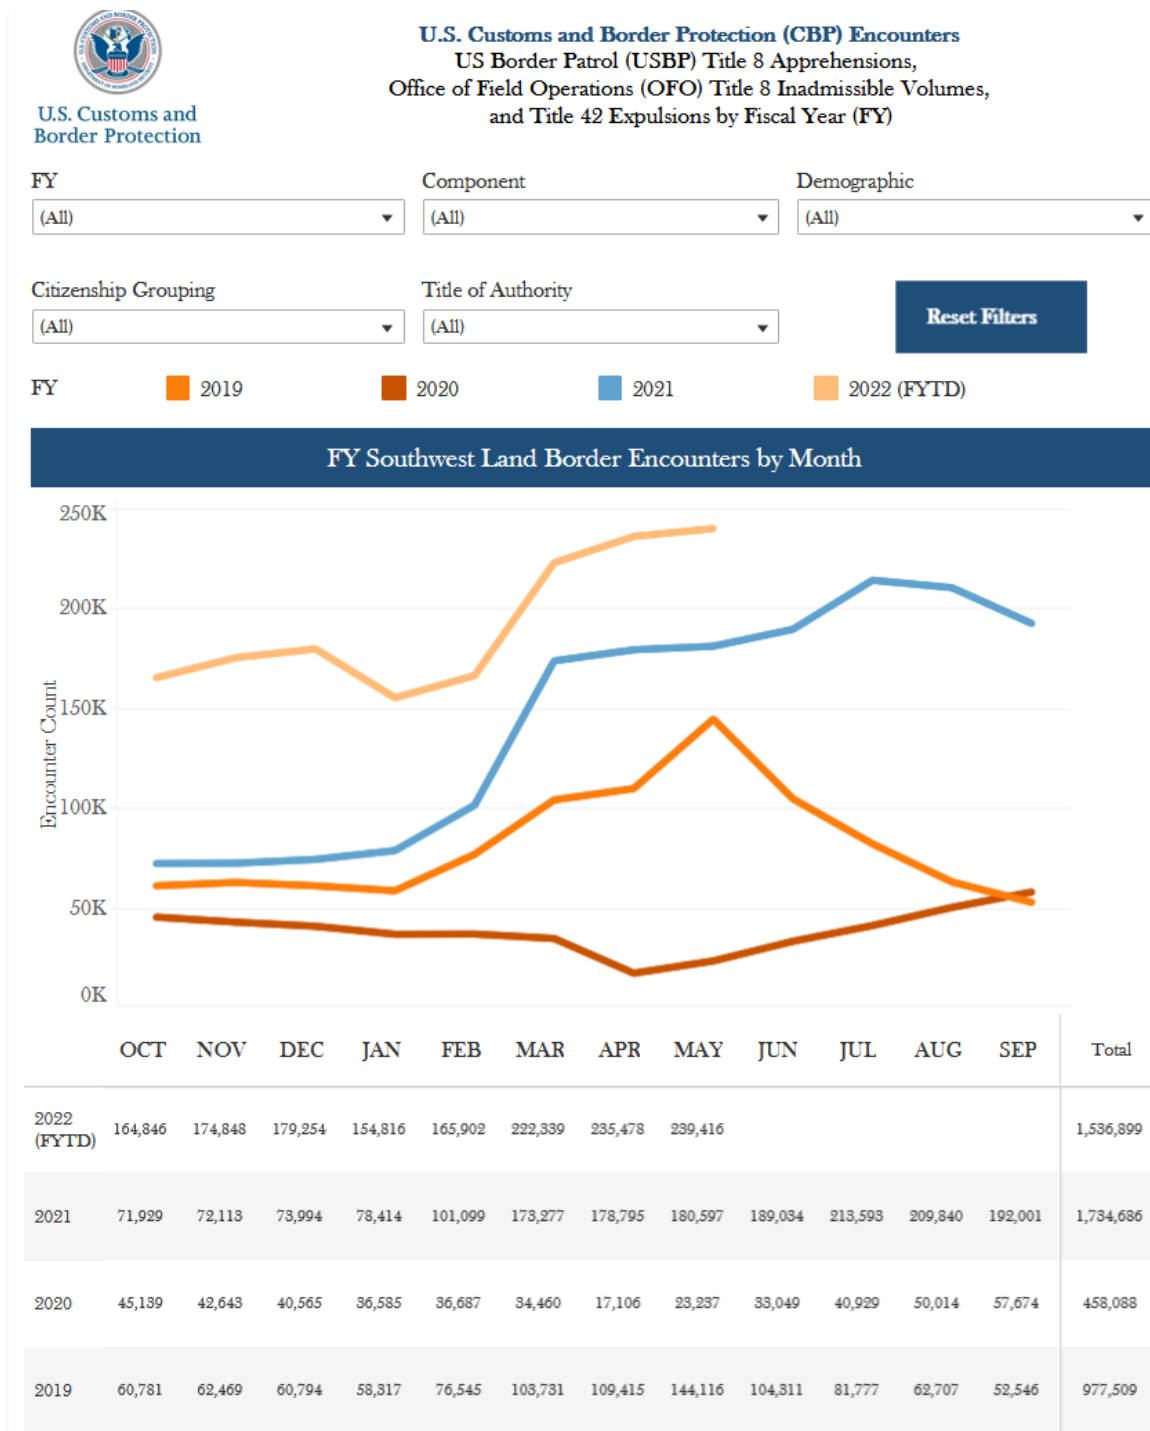 U.S. Customs and
Border Protection
U.S. Customs and Border Protection (CBP) Encounters
US Border Patrol (USBP) Title 8 Apprehensions,
Office of Field Operations (OFO) Title 8 Inadmissible Volumes,
and Title 42 Expulsions by Fiscal Year (FY)
FY Component Demographic
(All) (All) (All)
Citizenship Grouping Title of Authority
(All) (All) Reset Filters
FY 2019 2020 2021 2022 (FYTD)
FY Southwest Land Border Encounters by Month
Encounter Count
250K
200K
150K
100K
50K
0K
OCT NOV DEC JAN FEB MAR APR MAY JUN JUL AUG SEP Total
2022
(FYTD) 164,846 174,848 179,254 154,816 165,902 222,339 235,478 239,416 1,536,899
2021 71,929 72,113 73,994 78,414 101,099 173,277 178,795 180,597 189,034 213,593 209,840 192,001 1,734,686
2020 45,139 42,643 40,565 36,585 36,687 34,460 17,106 23,237 33,049 40,929 50,014 57,674 458,088
2019 60,781 62,469 60,794 58,317 76,545 103,731 109,415 144,116 104,311 81,777 62,707 52,546 977,509